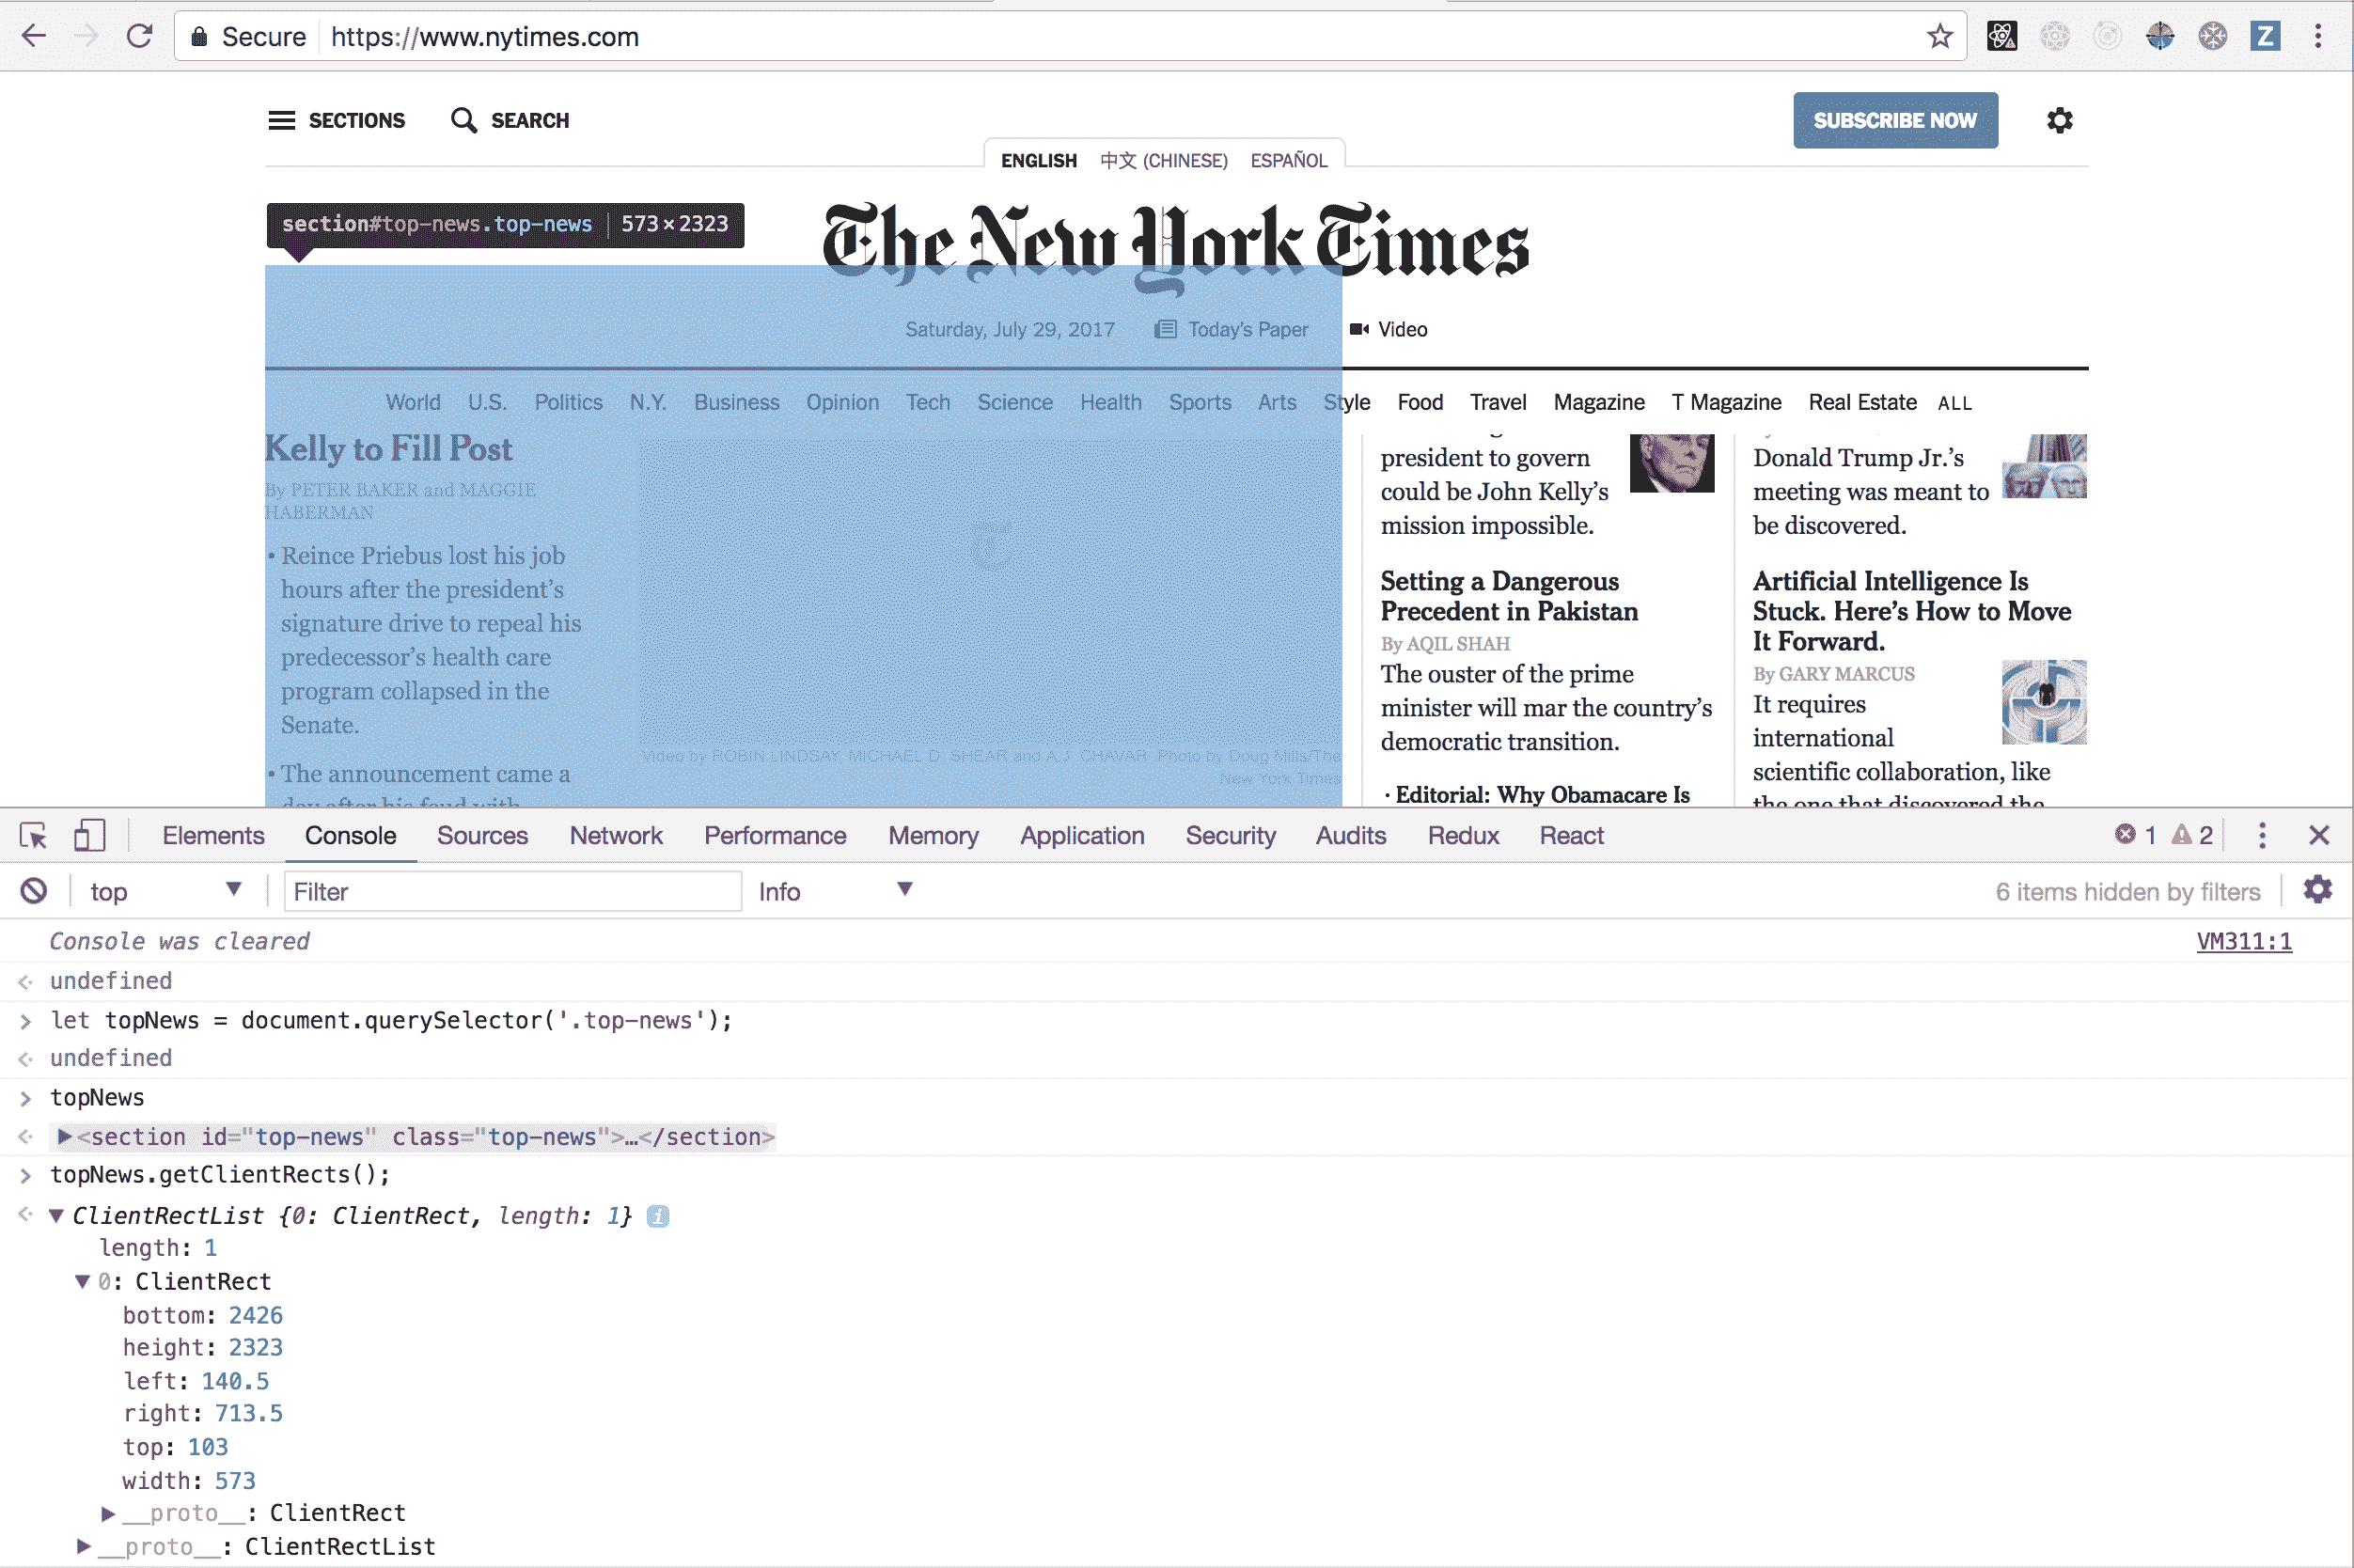 Secure https://www.nytimes.com
Z
SECTIONS SEARCH SUBSCRIBE NOW
ENGLISH 中文 (CHINESE) ESPAÑOL
section#top-news.top-news 573 × 2323
The New York Times
Saturday, July 29, 2017 Today’s Paper Video
World U.S. Politics N.Y. Business Opinion Tech Science Health Sports Arts Style Food Travel Magazine T Magazine Real Estate ALL
Kelly to Fill Post
By PETER BAKER and MAGGIE
HABERMAN
• Reince Priebus lost his job
hours after the president’s
signature drive to repeal his
predecessor’s health care
program collapsed in the
Senate.
• The announcement came a
day after his feud with
T
Video by ROBIN LINDSAY, MICHAEL D. SHEAR and A.J. CHAVAR. Photo by Doug Mills/The
New York Times
president to govern
could be John Kelly’s
mission impossible.
Setting a Dangerous
Precedent in Pakistan
By AQIL SHAH
The ouster of the prime
minister will mar the country’s
democratic transition.
· Editorial: Why Obamacare Is
Donald Trump Jr.’s
meeting was meant to
be discovered.
Artificial Intelligence Is
Stuck. Here’s How to Move
It Forward.
By GARY MARCUS
It requires
international
scientific collaboration, like
the one that discovered the
Elements Console Sources Network Performance Memory Application Security Audits Redux React 1 2
top Filter Info 6 items hidden by filters
Console was cleared VM311:1
undefined
let topNews = document.querySelector('.top-news');
undefined
topNews
<section id="top-news" class="top-news">…</section>
topNews.getClientRects();
ClientRectList {0: ClientRect, length: 1} i
length: 1
0: ClientRect
bottom: 2426
height: 2323
left: 140.5
right: 713.5
top: 103
width: 573
__proto__: ClientRect
__proto__: ClientRectList